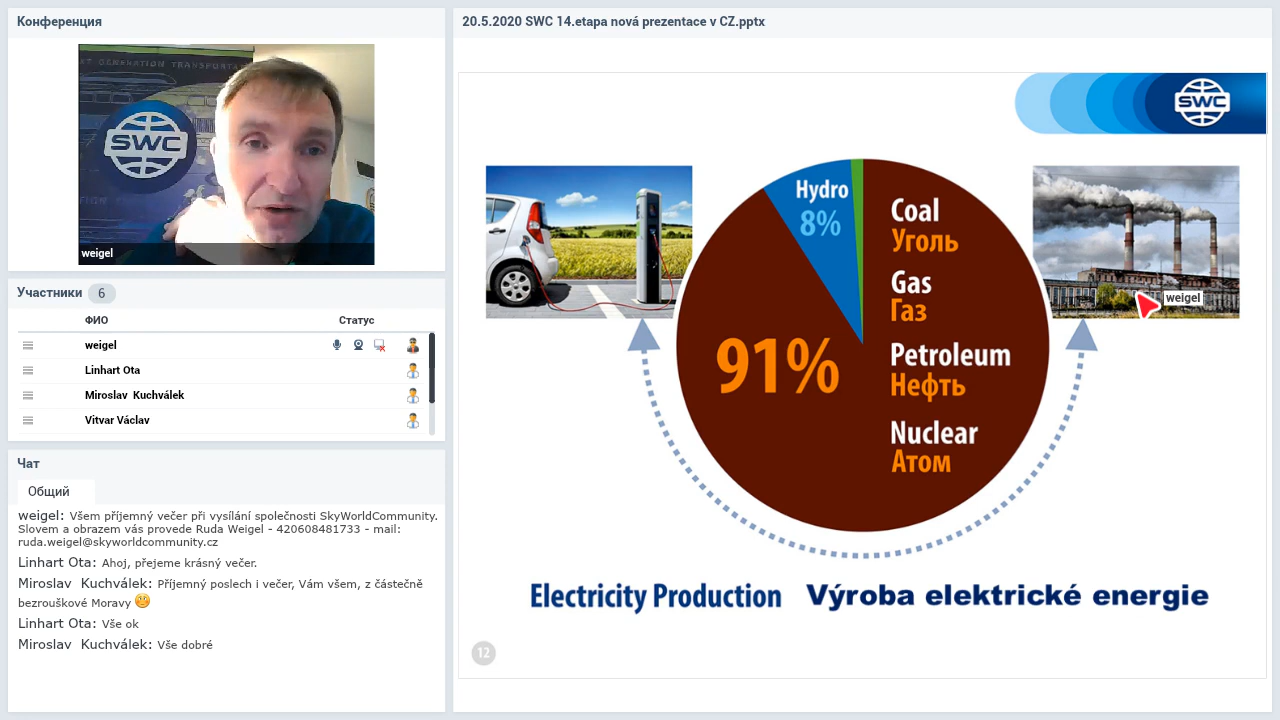 Конференция
XT GENERATION TRANSPORTA
SWC
weigel
Участники 6
ФИО Статус
weigel
Linhart Ota
Miroslav Kuchválek
Vitvar Václav
Чат
Общий
weigel: Všem příjemný večer při vysílání společnosti SkyWorldCommunity.
Slovem a obrazem vás provede Ruda Weigel - 420608481733 - mail:
ruda.weigel@skyworldcommunity.cz
Linhart Ota: Ahoj, přejeme krásný večer.
Miroslav Kuchválek: Příjemný poslech i večer, Vám všem, z částečně
bezrouškové Moravy
Linhart Ota: Vše ok
Miroslav Kuchválek: Vše dobré
20.5.2020 SWC 14.etapa nová prezentace v CZ.pptx
SWC
Hydro
8%
91%
Coal
Уголь
Gas
Газ
Petroleum
Нефть
Nuclear
Атом
weigel
Electricity Production Výroba elektrické energie
12